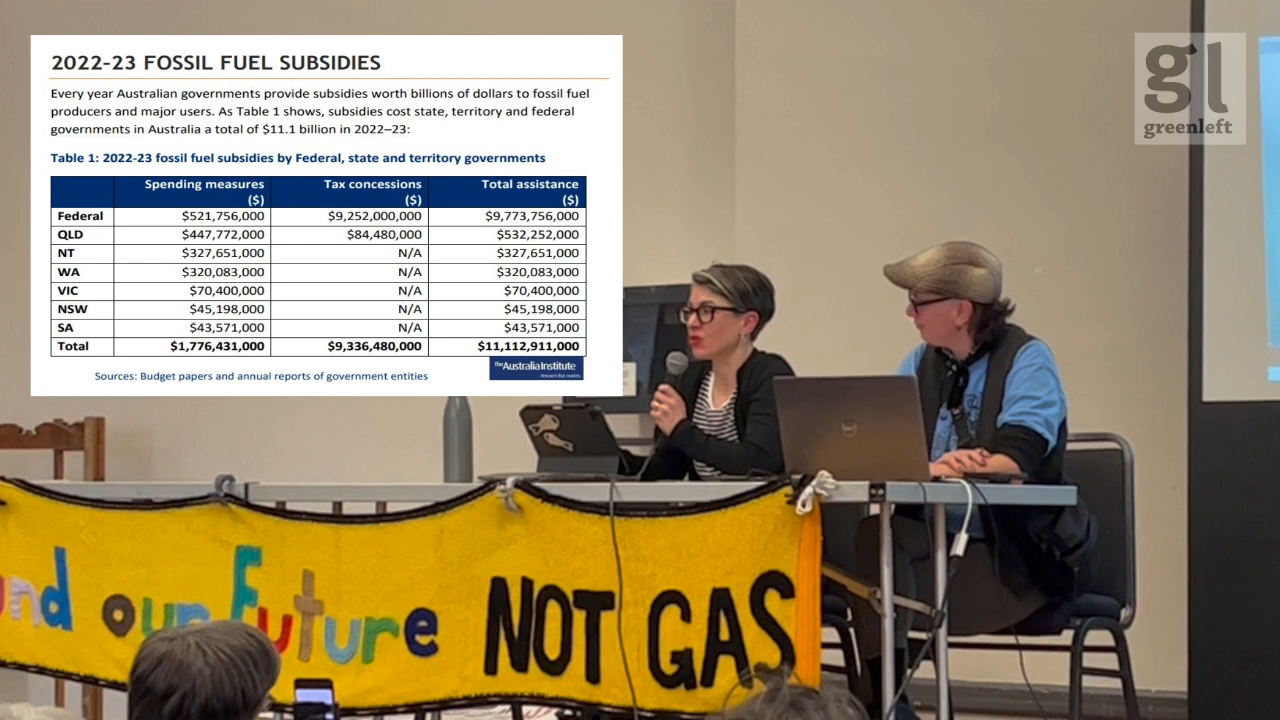 2022-23 FOSSIL FUEL SUBSIDIES
Every year Australian governments provide subsidies worth billions of dollars to fossil fuel
producers and major users. As Table 1 shows, subsidies cost state, territory and federal
governments in Australia a total of $11.1 billion in 2022–23:
Table 1: 2022-23 fossil fuel subsidies by Federal, state and territory governments
Spending measures ($) Tax concessions ($) Total assistance ($)
Federal $521,756,000 $9,252,000,000 $9,773,756,000
QLD $447,772,000 $84,480,000 $532,252,000
NT $327,651,000 N/A $327,651,000
WA $320,083,000 N/A $320,083,000
VIC $70,400,000 N/A $70,400,000
NSW $45,198,000 N/A $45,198,000
SA $43,571,000 N/A $43,571,000
Total $1,776,431,000 $9,336,480,000 $11,112,911,000
The Australia Institute
Research that matters
Sources: Budget papers and annual reports of government entities
gl
greenleft
nd our Future NOT GAS